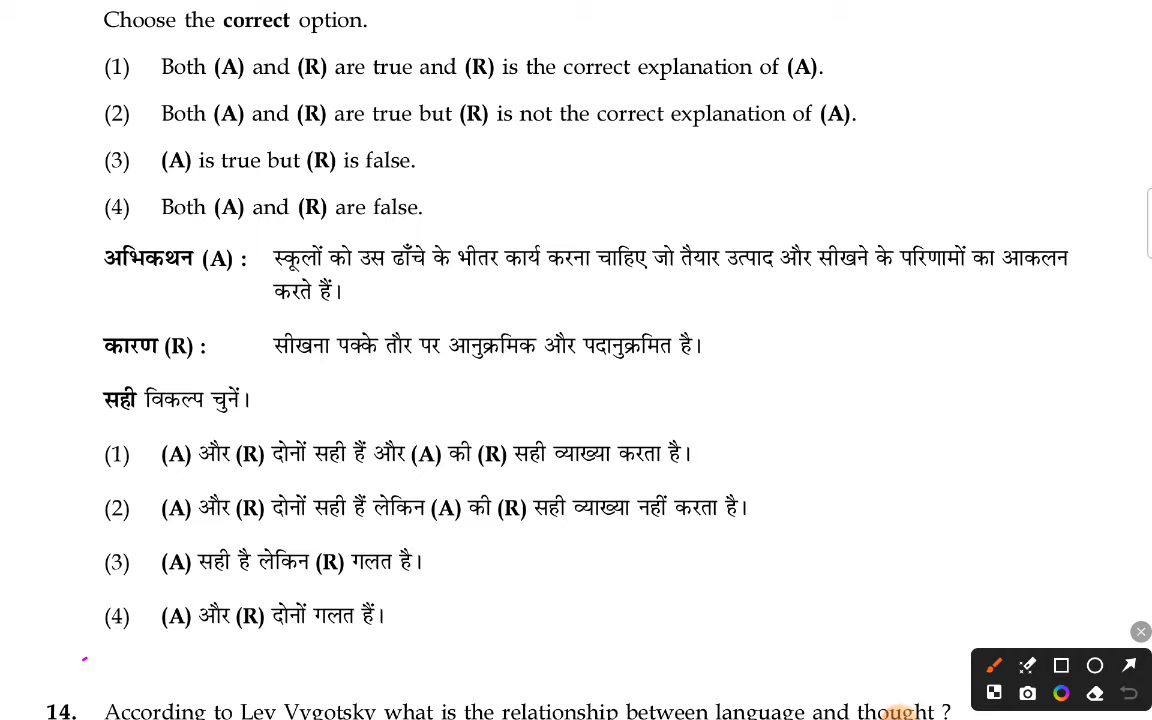 Choose the correct option.
(1) Both (A) and (R) are true and (R) is the correct explanation of (A).
(2) Both (A) and (R) are true but (R) is not the correct explanation of (A).
(3) (A) is true but (R) is false.
(4) Both (A) and (R) are false.
अभिकथन (A) : स्कूलों को उस ढाँचे के भीतर कार्य करना चाहिए जो तैयार उत्पाद और सीखने के परिणामों का आकलन
करते हैं।
कारण (R) : सीखना पक्के तौर पर आनुक्रमिक और पदानुक्रमित है।
सही विकल्प चुनें।
(1) (A) और (R) दोनों सही हैं और (A) की (R) सही व्याख्या करता है।
(2) (A) और (R) दोनों सही हैं लेकिन (A) की (R) सही व्याख्या नहीं करता है।
(3) (A) सही है लेकिन (R) गलत है।
(4) (A) और (R) दोनों गलत हैं।
14. According to Lev Vygotsky what is the relationship between language and thought ?